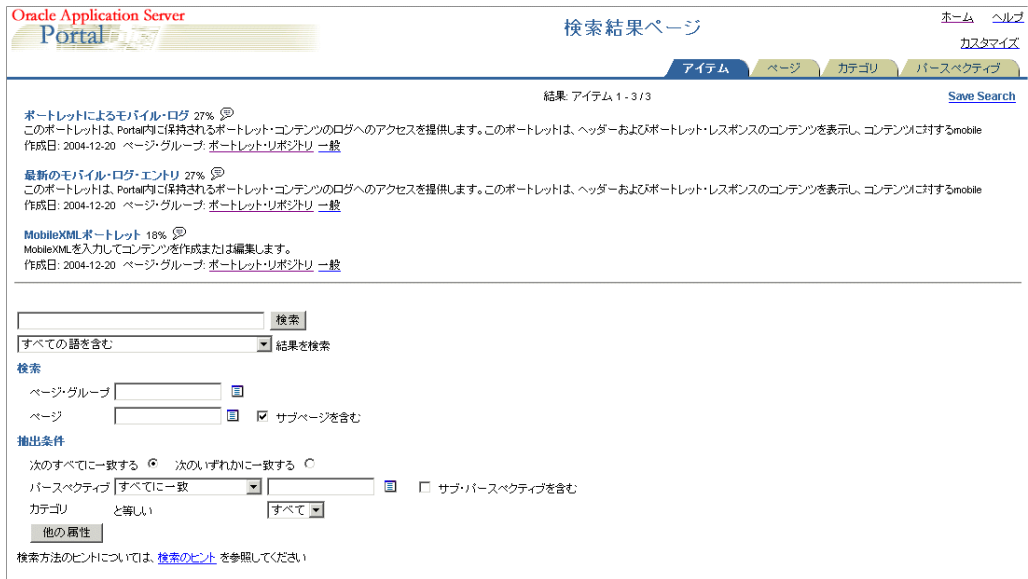 Oracle Application Server
Portal
検索結果ページ
ホーム ヘルプ
カスタマイズ
アイテム ページ カテゴリ パースペクティブ
結果: アイテム 1 - 3 / 3 Save Search
ポートレットによるモバイル・ログ 27%
このポートレットは、Portal内に保持されるポートレット・コンテンツのログへのアクセスを提供します。このポートレットは、ヘッダーおよびポートレット・レスポンスのコンテンツを表示し、コンテンツに対するmobile
作成日: 2004-12-20 ページ・グループ: ポートレット・リポジトリ 一般
最新のモバイル・ログ・エントリ 27%
このポートレットは、Portal内に保持されるポートレット・コンテンツのログへのアクセスを提供します。このポートレットは、ヘッダーおよびポートレット・レスポンスのコンテンツを表示し、コンテンツに対するmobile
作成日: 2004-12-20 ページ・グループ: ポートレット・リポジトリ 一般
MobileXMLポートレット 18%
MobileXMLを入力してコンテンツを作成または編集します。
作成日: 2004-12-20 ページ・グループ: ポートレット・リポジトリ 一般
検索
すべての語を含む 結果を検索
検索
ページ・グループ
ページ サブページを含む
抽出条件
次のすべてに一致する 次のいずれかに一致する
パースペクティブ すべてに一致 サブ・パースペクティブを含む
カテゴリ と等しい すべて
他の属性
検索方法のヒントについては、検索のヒント を参照してください